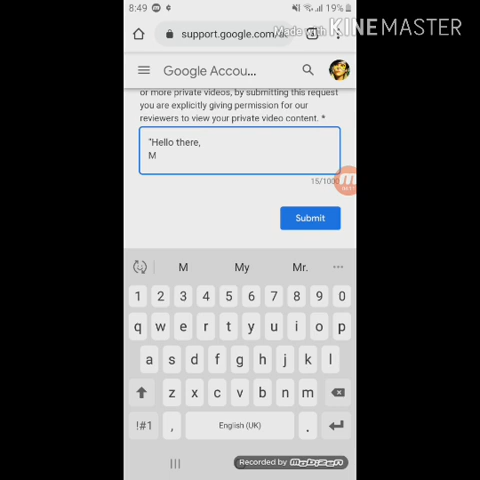 8:49
19%
Made with KINEMASTER
support.google.com/a
Google Accou...
or more private videos, by submitting this request
you are explicitly giving permission for our
reviewers to view your private video content. *
"Hello there,
M
15/1000
Submit
M My Mr. ...
1 2 3 4 5 6 7 8 9 0
q w e r t y u i o p
a s d f g h j k l
z x c v b n m
!#1 , English (UK) .
Recorded by mobizen